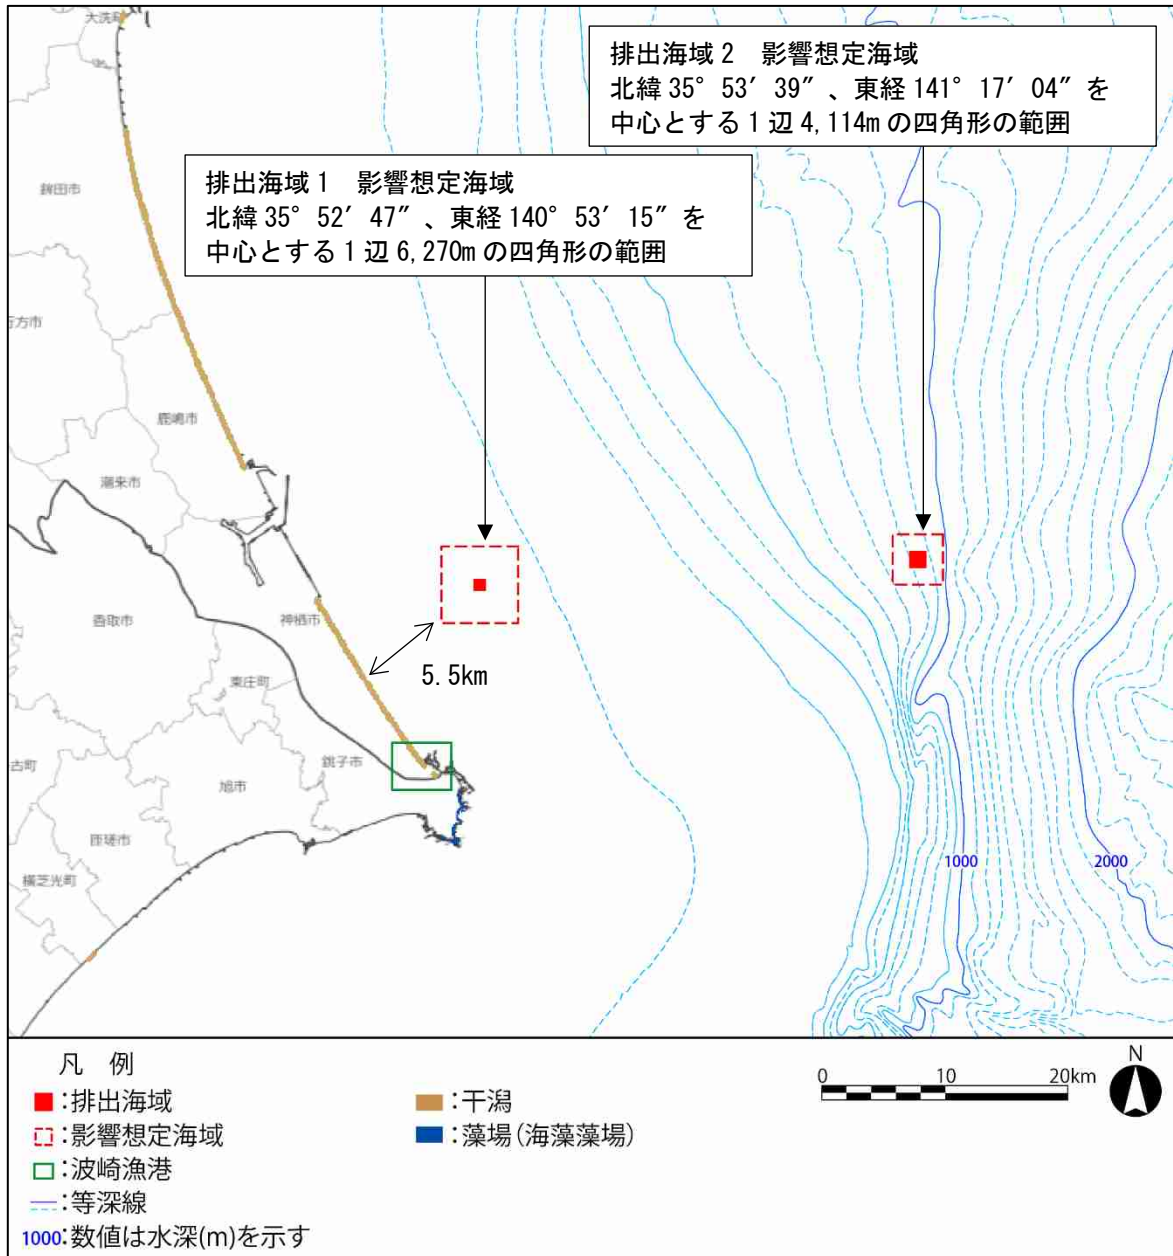 大洗町
排出海域2 影響想定海域
北緯 35° 53′ 39″ 、東経 141° 17′ 04″ を
中心とする1辺 4,114m の四角形の範囲
排出海域1 影響想定海域
北緯 35° 52′ 47″ 、東経 140° 53′ 15″ を
中心とする1辺 6,270m の四角形の範囲
鉾田市
方市
鹿嶋市
潮来市
香取市
神栖市
5.5km
東庄町
銚子市
古町
旭市
匝瑳市
横芝光町
1000
2000
凡 例
:排出海域
:影響想定海域
:波崎漁港
:等深線
1000:数値は水深(m)を示す
:干潟
:藻場(海藻藻場)
0 10 20km
N